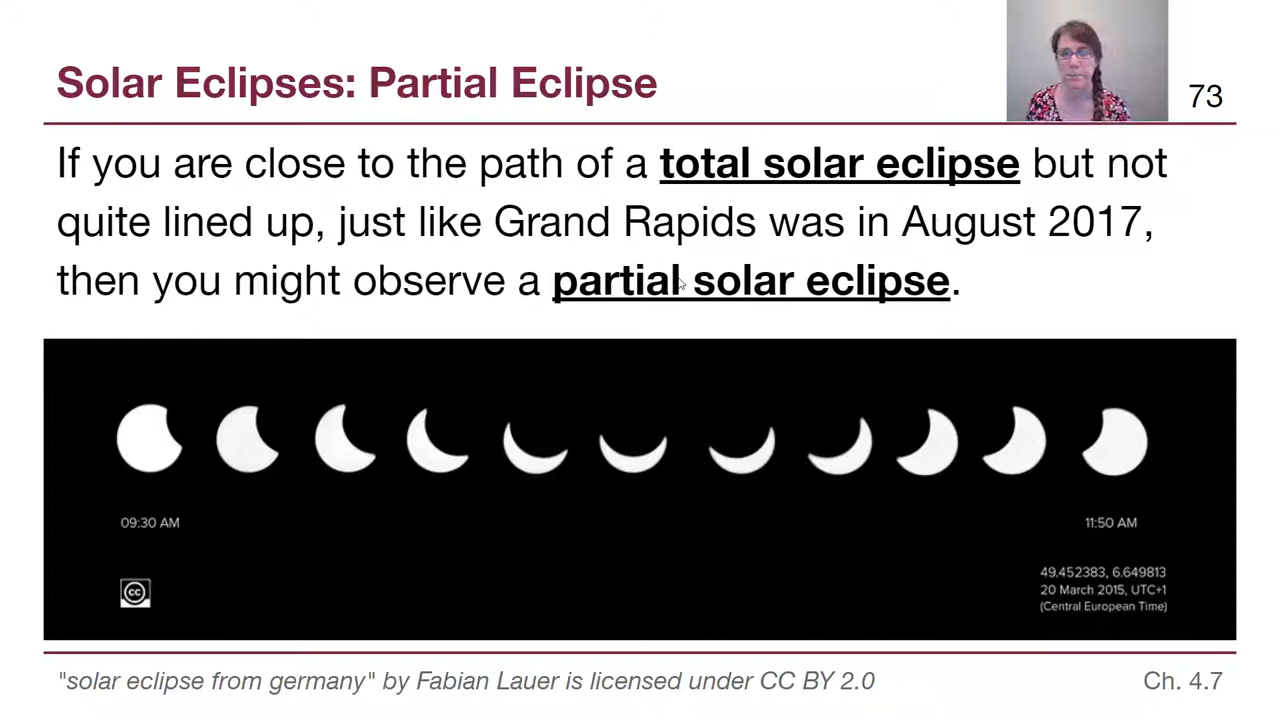 Solar Eclipses: Partial Eclipse
73
If you are close to the path of a total solar eclipse but not
quite lined up, just like Grand Rapids was in August 2017,
then you might observe a partial solar eclipse.
09:30 AM
11:50 AM
cc
49.452383, 6.649813
20 March 2015, UTC+1
(Central European Time)
"solar eclipse from germany" by Fabian Lauer is licensed under CC BY 2.0
Ch. 4.7